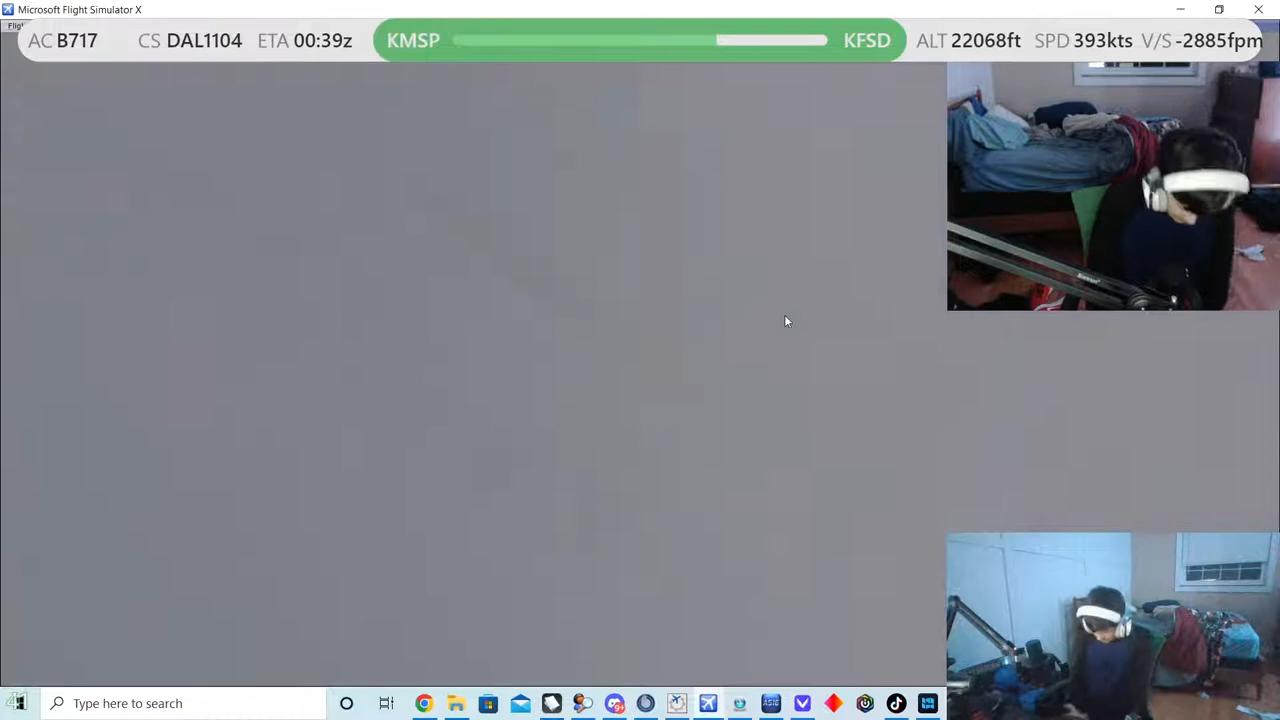 Microsoft Flight Simulator X
Flig
AC B717 CS DAL1104 ETA 00:39z KMSP KFSD ALT 22068ft SPD 393kts V/S -2885fpm
Type here to search